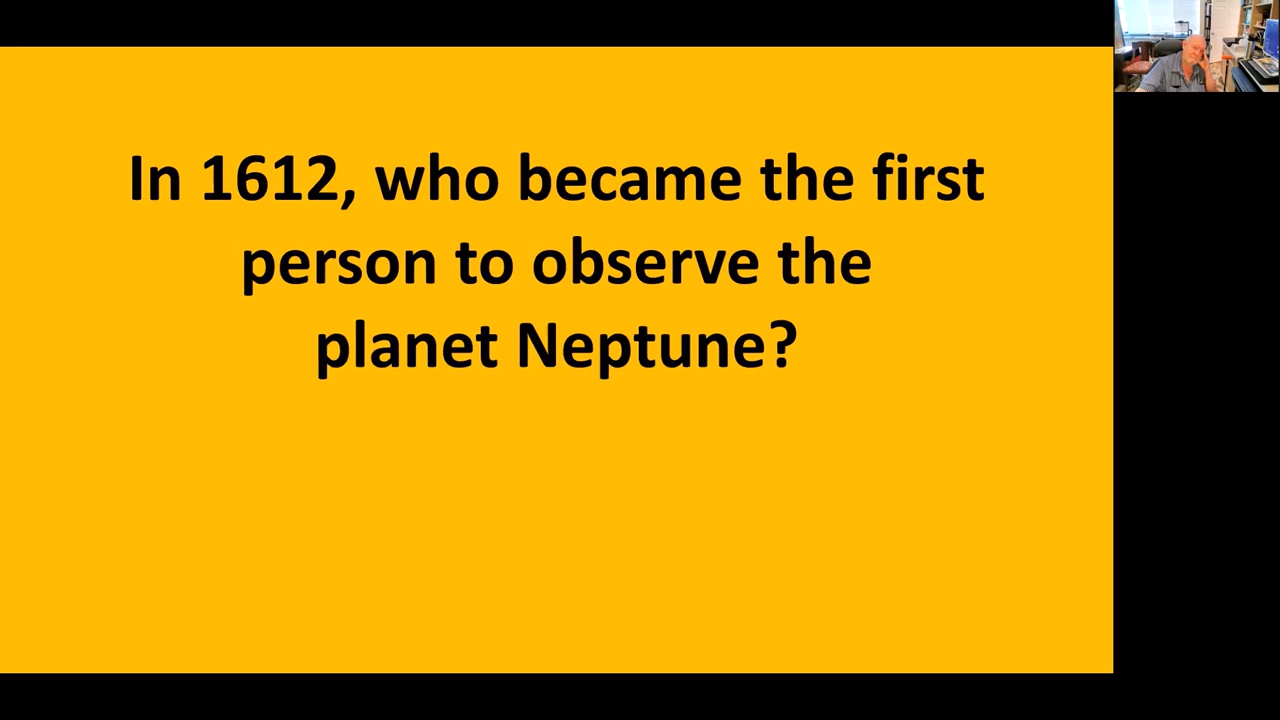 In 1612, who became the first
person to observe the
planet Neptune?